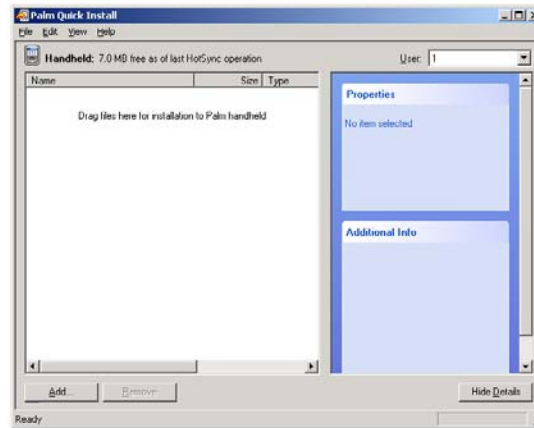 Palm Quick Install
File Edit View Help
Handheld: 7.0 MB free as of last HotSync operation
User: 1
Name Size Type
Drag files here for installation to Palm handheld
Properties
No item selected
Additional Info
Add... Remove Hide Details
Ready